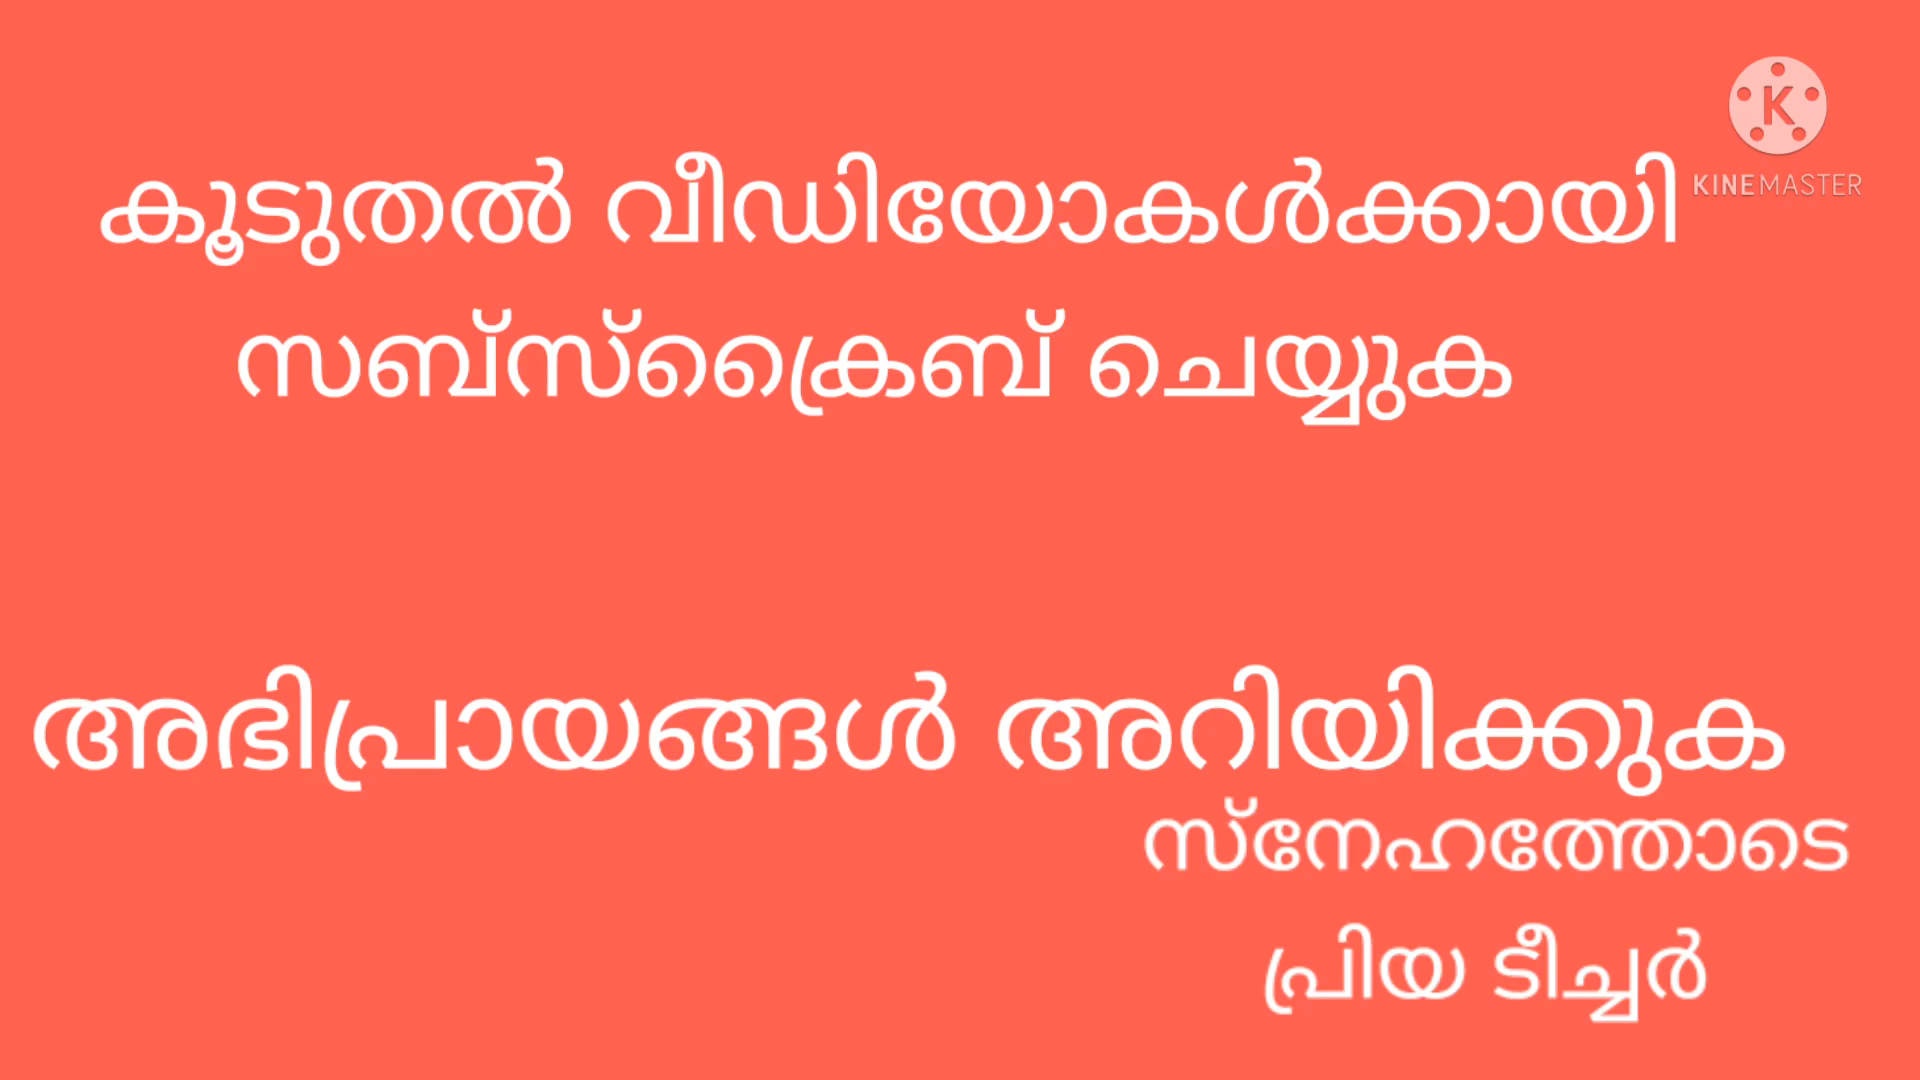 KINEMASTER
കൂടുതൽ വീഡിയോകൾക്കായി
സബ്സ്ക്രൈബ് ചെയ്യുക
അഭിപ്രായങ്ങൾ അറിയിക്കുക
സ്നേഹത്തോടെ
പ്രിയ ടീച്ചർ